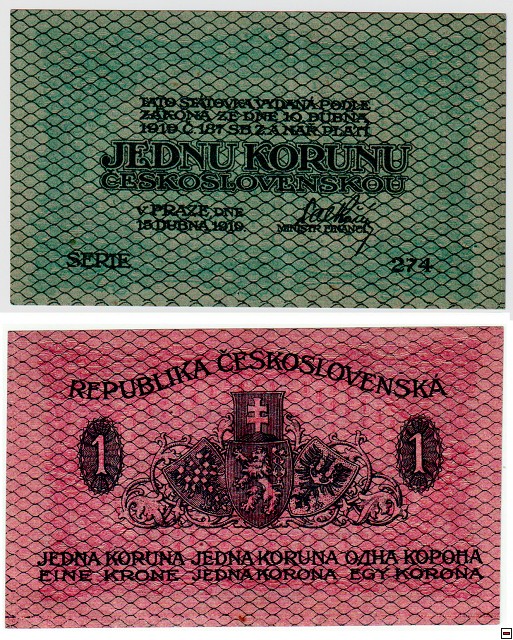 TATO STÁTOVKA VYDANÁ PODLE
ZÁKONA ZE DNE 10. DUBNA
1919 Č. 187 SB. Z. A NAŘ. PLATÍ
JEDNU KORUNU
ČESKOSLOVENSKOU
V PRAZE DNE
15. DUBNA 1919.
MINISTR FINANCÍ
SERIE 274
REPUBLIKA ČESKOSLOVENSKÁ
1 1
JEDNA KORUNA JEDNA KORUNA ОДНА КОРОНА
EINE KRONE JEDNA KORONA EGY KORONA